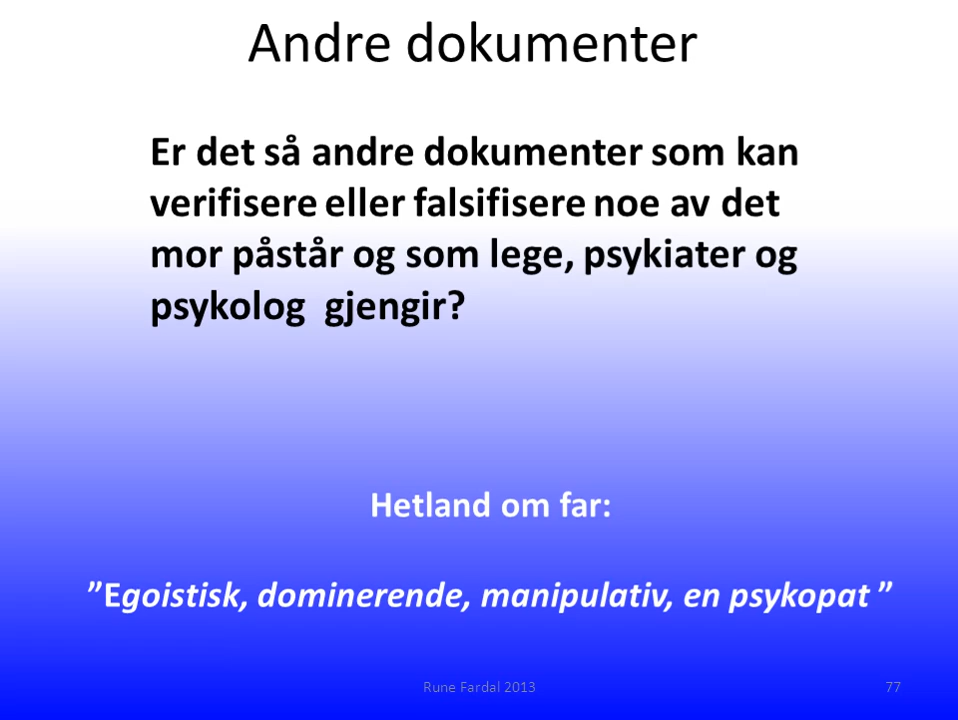 Andre dokumenter
Er det så andre dokumenter som kan
verifisere eller falsifisere noe av det
mor påstår og som lege, psykiater og
psykolog  gjengir?
Hetland om far:
”Egoistisk, dominerende, manipulativ, en psykopat ”
Rune Fardal 2013
77